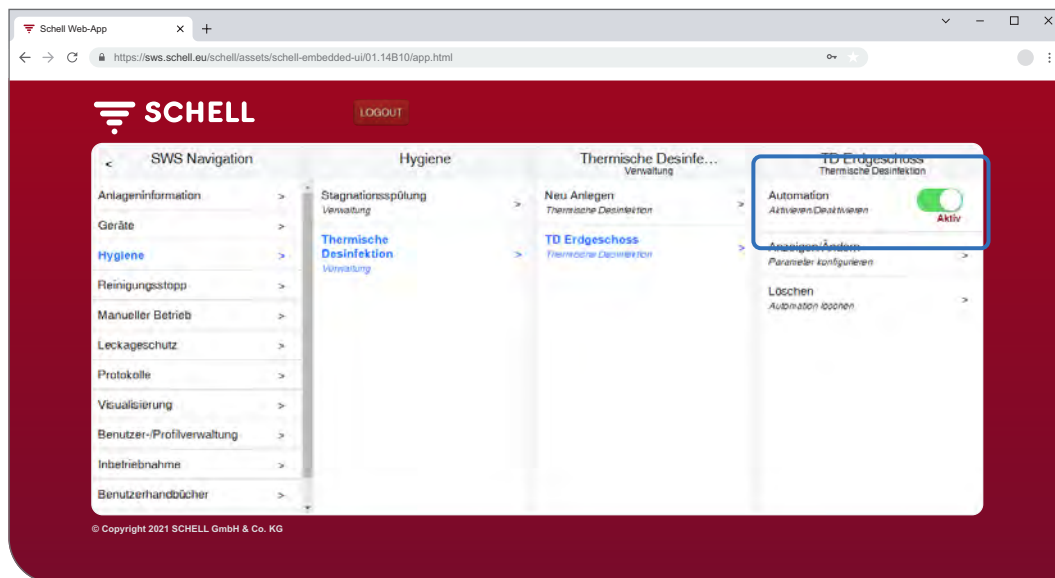 Schell Web-App
https://sws.schell.eu/schell/assets/schell-embedded-ui/01.14B10/app.html
SCHELL
LOGOUT
< SWS Navigation
Anlageninformation >
Geräte >
Hygiene >
Reinigungsstopp >
Manueller Betrieb >
Leckageschutz >
Protokolle >
Visualisierung >
Benutzer-/Profilverwaltung >
Inbetriebnahme >
Benutzerhandbücher >
Hygiene
Stagnationsspülung >
Verwaltung
Thermische
Desinfektion >
Verwaltung
Thermische Desinfe...
Verwaltung
Neu Anlegen >
Thermische Desinfektion
TD Erdgeschoss >
Thermische Desinfektion
TD Erdgeschoss
Thermische Desinfektion
Automation
Aktivieren/Deaktivieren
Aktiv
Anzeigen/Ändern >
Parameter konfigurieren
Löschen >
Automation löschen
© Copyright 2021 SCHELL GmbH & Co. KG